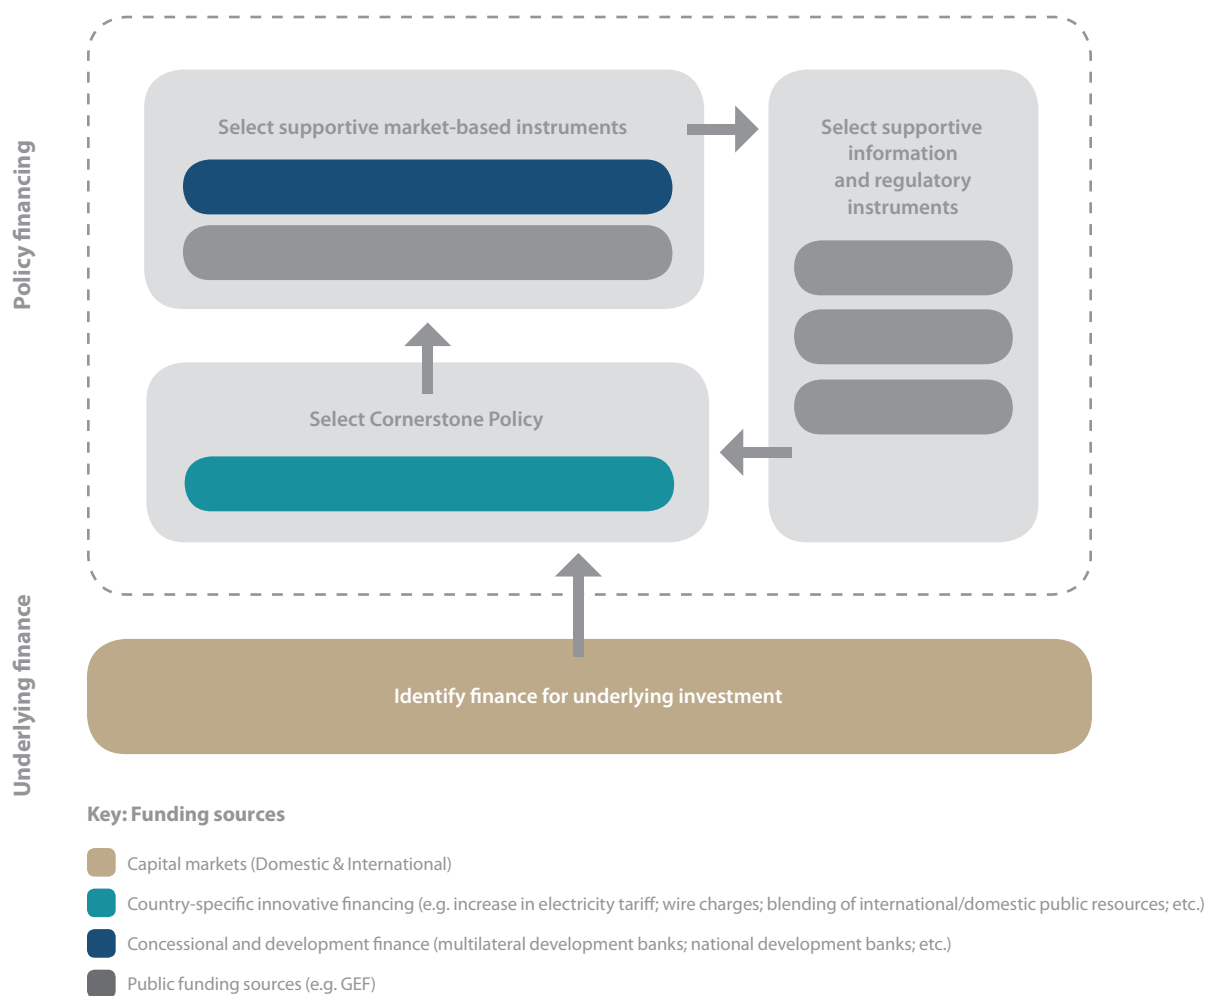 Policy financing
Select supportive market-based instruments
Select supportive
information
and regulatory
instruments
Select Cornerstone Policy
Underlying finance
Identify finance for underlying investment
Key: Funding sources
Capital markets (Domestic & International)
Country-specific innovative financing (e.g. increase in electricity tariff; wire charges; blending of international/domestic public resources; etc.)
Concessional and development finance (multilateral development banks; national development banks; etc.)
Public funding sources (e.g. GEF)